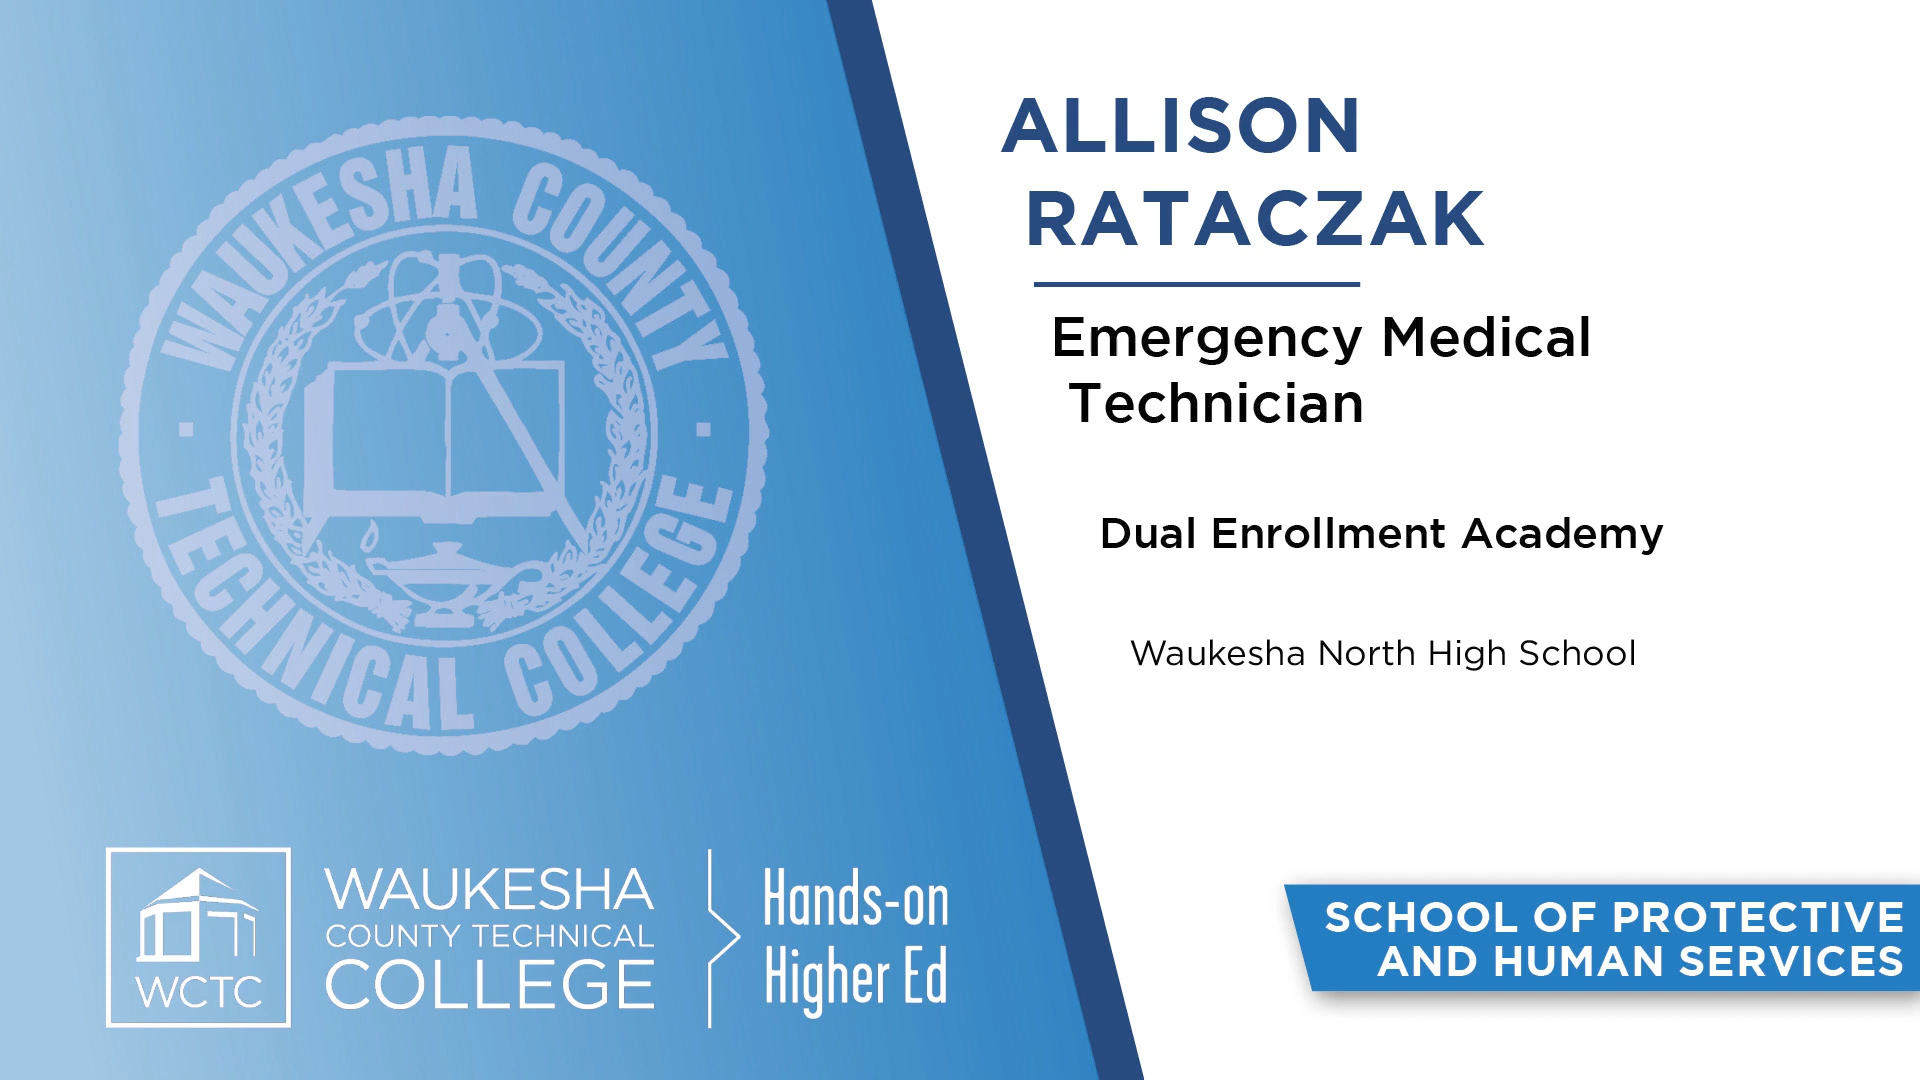 WAUKESHA COUNTY
TECHNICAL COLLEGE
WCTC
WAUKESHA
COUNTY TECHNICAL
COLLEGE
Hands-on
Higher Ed
ALLISON
RATACZAK
Emergency Medical
Technician
Dual Enrollment Academy
Waukesha North High School
SCHOOL OF PROTECTIVE
AND HUMAN SERVICES